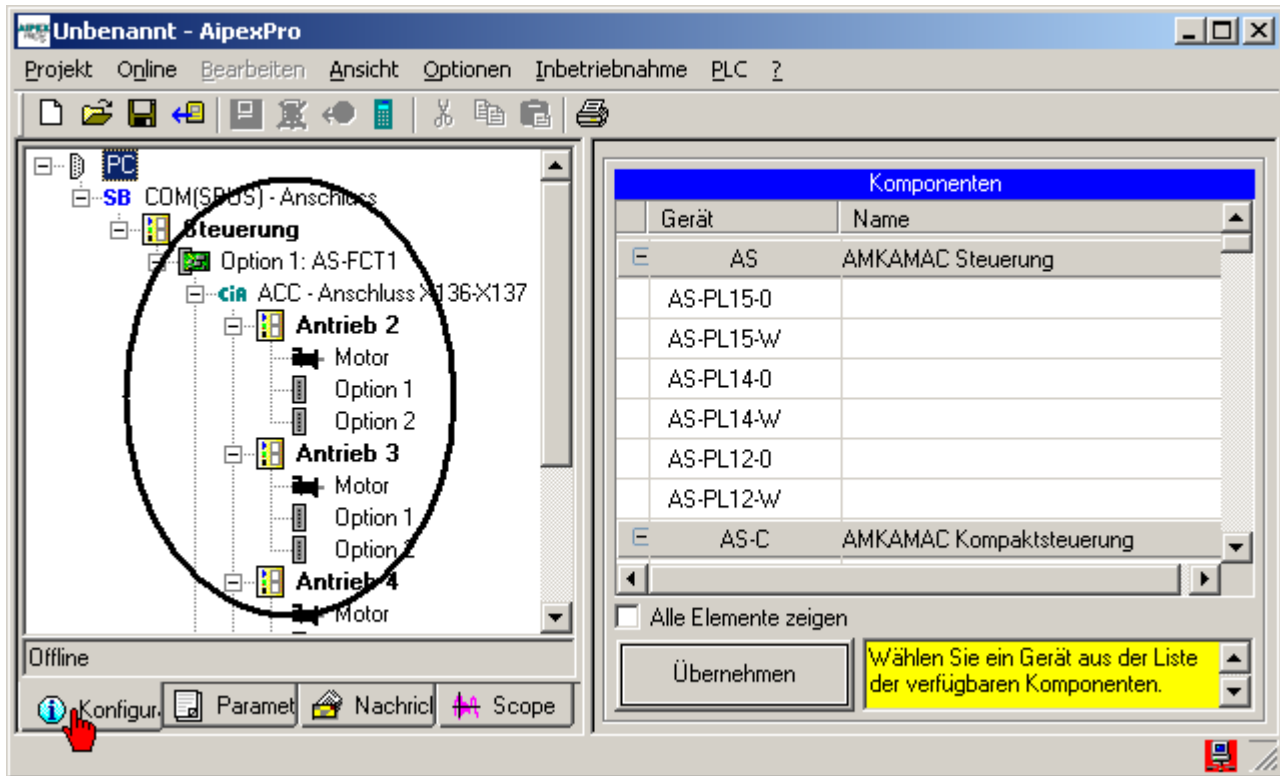 Unbenannt - AipexPro
Projekt Online Bearbeiten Ansicht Optionen Inbetriebnahme PLC ?
PC
SB COM(SBUS) - Anschluss
Steuerung
Option 1: AS-FCT1
CiA ACC - Anschluss X136-X137
Antrieb 2
Motor
Option 1
Option 2
Antrieb 3
Motor
Option 1
Option 2
Antrieb 4
Motor
Offline
Konfigur. Paramet Nachricl Scope
Komponenten
Gerät Name
AS AMKAMAC Steuerung
AS-PL15-0
AS-PL15-W
AS-PL14-0
AS-PL14-W
AS-PL12-0
AS-PL12-W
AS-C AMKAMAC Kompaktsteuerung
Alle Elemente zeigen
Übernehmen
Wählen Sie ein Gerät aus der Liste
der verfügbaren Komponenten.